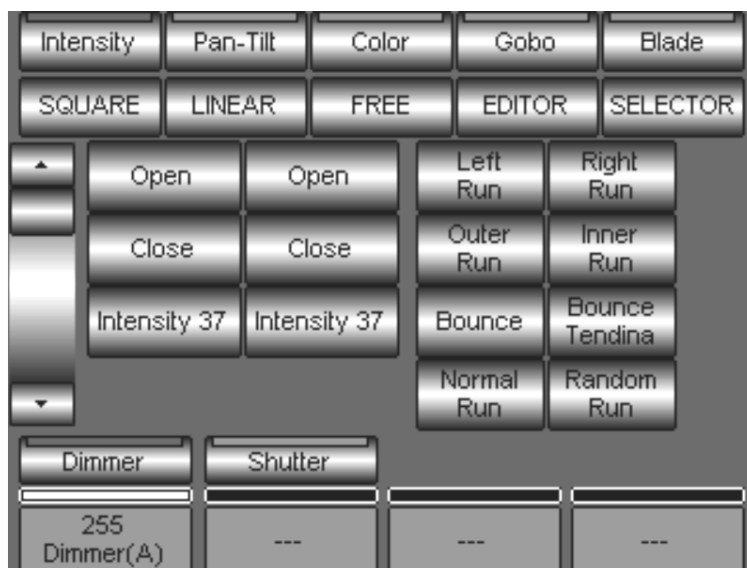 Intensity Pan-Tilt Color Gobo Blade
SQUARE LINEAR FREE EDITOR SELECTOR
Open Open Left Run Right Run
Close Close Outer Run Inner Run
Intensity 37 Intensity 37 Bounce Bounce Tendina
Normal Run Random Run
Dimmer Shutter
255 --- --- ---
Dimmer(A)